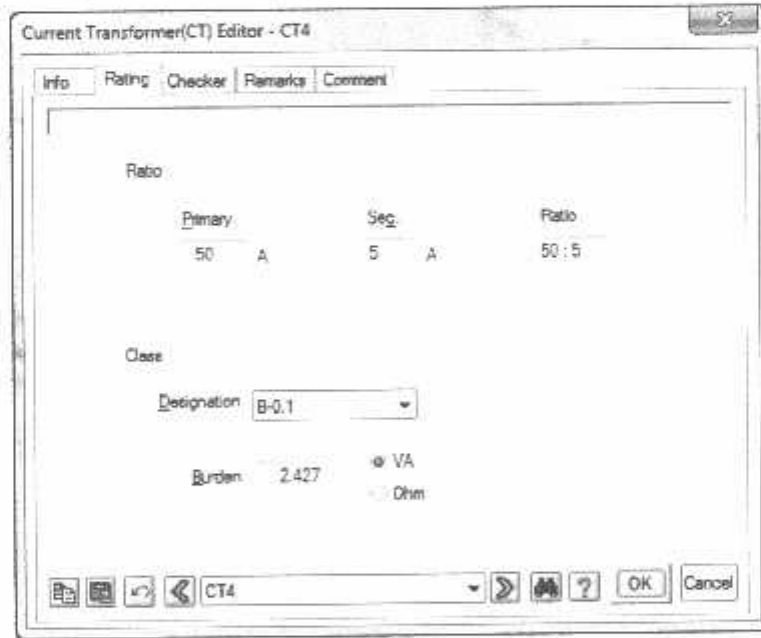 Current Transformer(CT) Editor - CT4
Info Rating Checker Remarks Comment
Ratio
Primary Sec. Ratio
50 A 5 A 50 : 5
Class
Designation B-0.1
Burden 2.427 VA
Ohm
CT4 ? OK Cancel